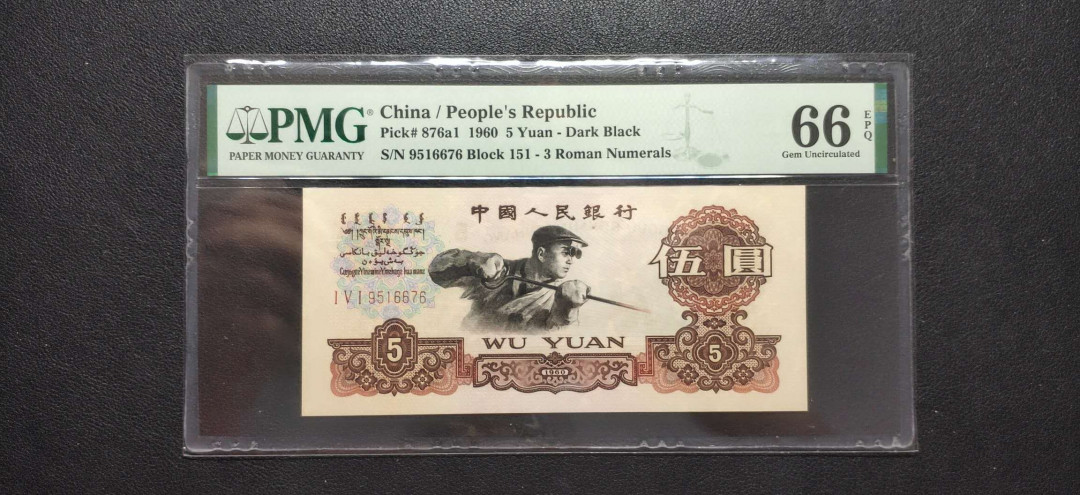 PMG®
PAPER MONEY GUARANTY
China / People's Republic
Pick# 876a1 1960 5 Yuan - Dark Black
S/N 9516676 Block 151 - 3 Roman Numerals
66
EPQ
Gem Uncirculated
中國人民銀行
I V I 9516676
伍圓
5
WU YUAN
1960
5